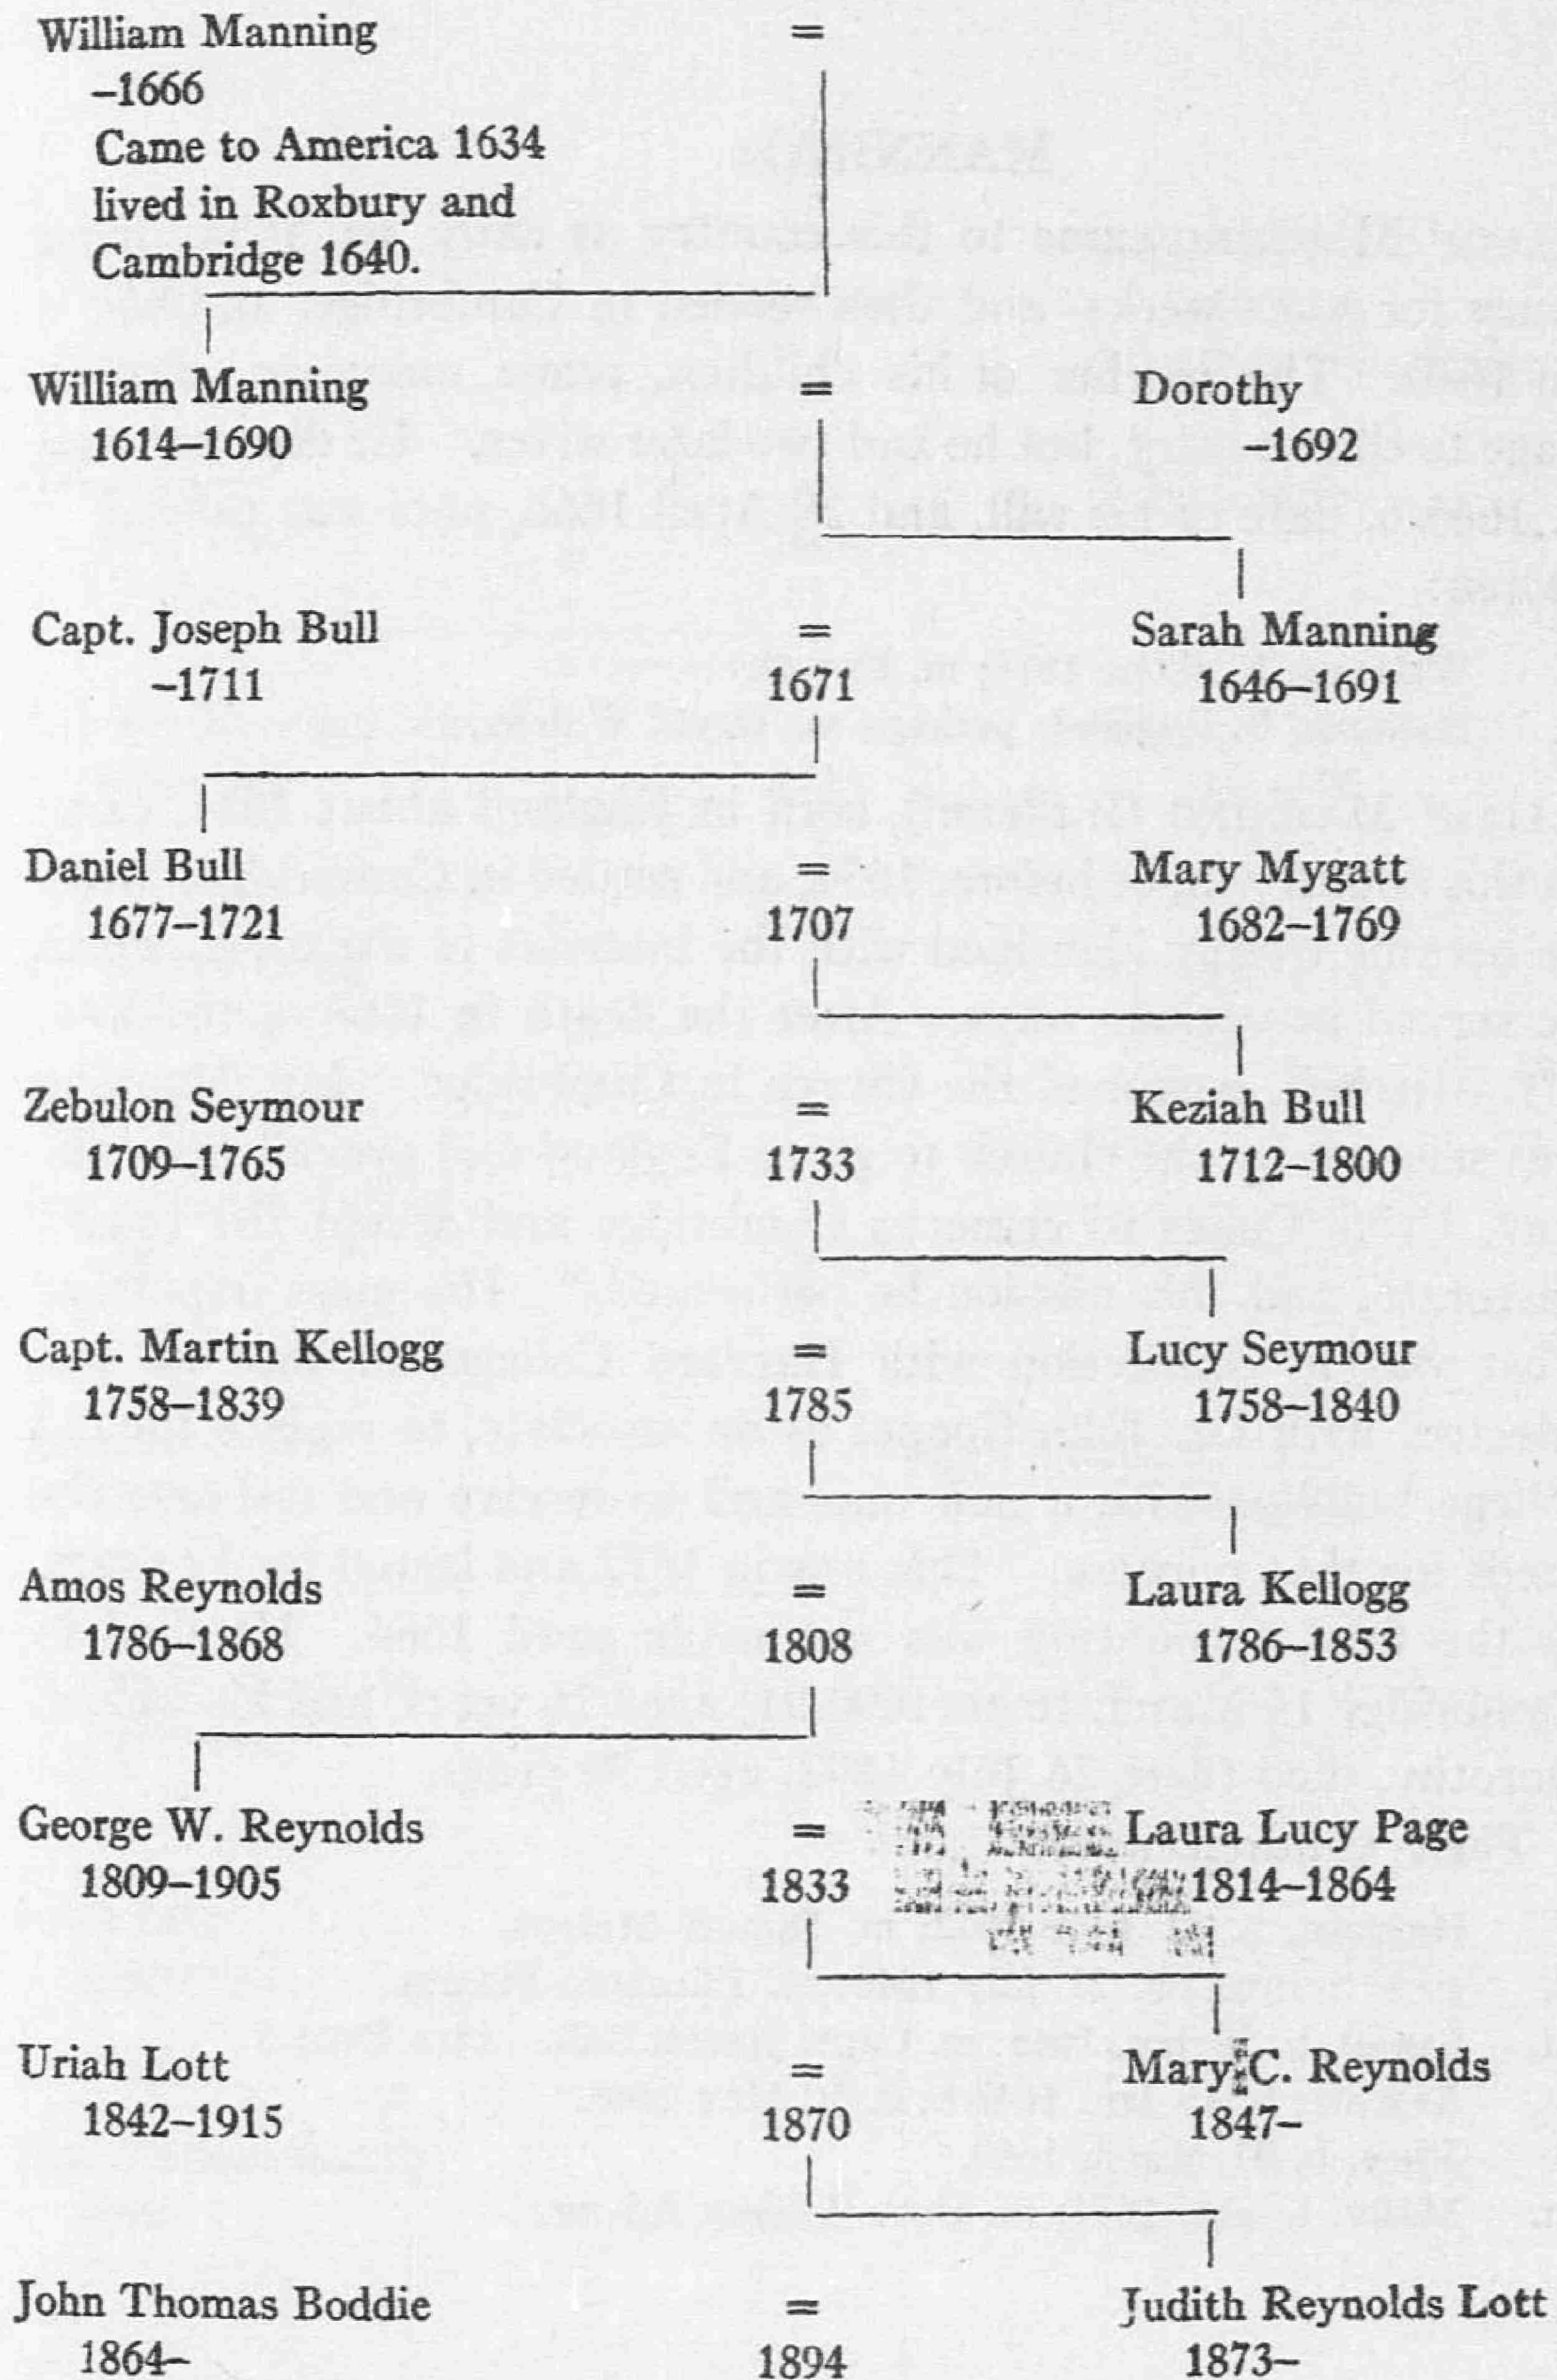 William Manning =
–1666
Came to America 1634
lived in Roxbury and
Cambridge 1640.
William Manning = Dorothy
1614–1690 –1692
Capt. Joseph Bull = Sarah Manning
–1711 1671 1646–1691
Daniel Bull = Mary Mygatt
1677–1721 1707 1682–1769
Zebulon Seymour = Keziah Bull
1709–1765 1733 1712–1800
Capt. Martin Kellogg = Lucy Seymour
1758–1839 1785 1758–1840
Amos Reynolds = Laura Kellogg
1786–1868 1808 1786–1853
George W. Reynolds = Laura Lucy Page
1809–1905 1833 1814–1864
Uriah Lott = Mary C. Reynolds
1842–1915 1870 1847–
John Thomas Boddie = Judith Reynolds Lott
1864– 1894 1873–